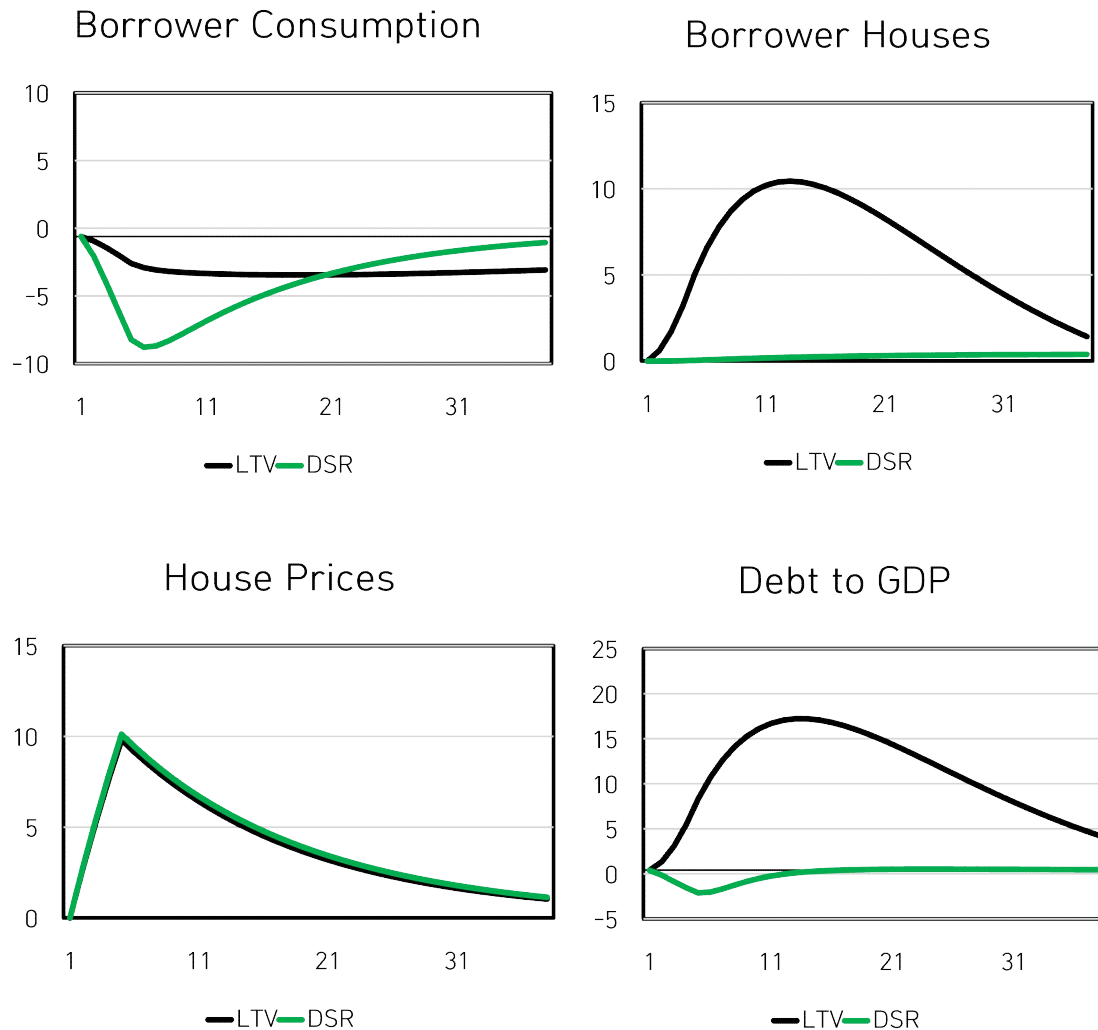 Borrower Consumption
10
5
0
−5
−10
1 11 21 31
LTV DSR
Borrower Houses
15
10
5
0
1 11 21 31
LTV DSR
House Prices
15
10
5
0
1 11 21 31
LTV DSR
Debt to GDP
25
20
15
10
5
0
−5
1 11 21 31
LTV DSR